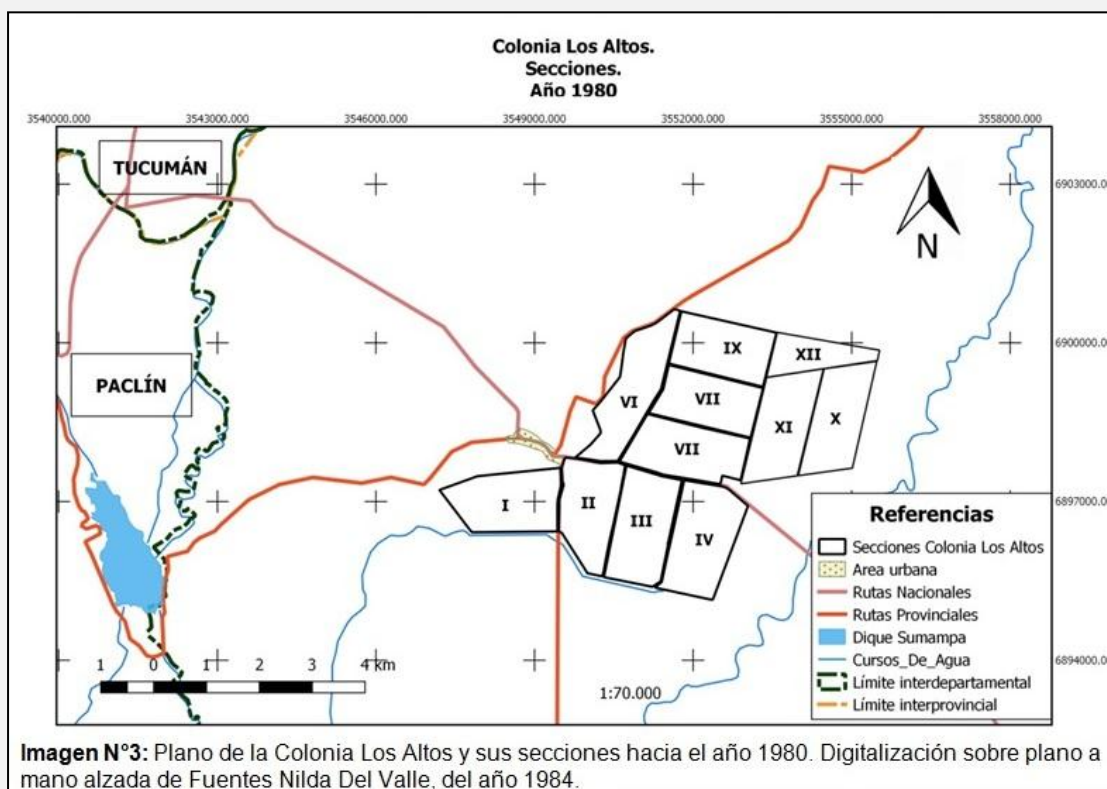 Colonia Los Altos.
Secciones.
Año 1980
3540000.000 3543000.000 3546000.000 3549000.000 3552000.000 3555000.000 3558000.000
TUCUMÁN
6903000.0
N
6900000.0
PACLÍN
IX
XII
VI
VII
XI
X
VII
I
II
III
IV
6897000.0
Referencias
Secciones Colonia Los Altos
Area urbana
Rutas Nacionales
Rutas Provinciales
Dique Sumampa
Cursos_De_Agua
Límite interdepartamental
Límite interprovincial
6894000.0
1 0 1 2 3 4 km
1:70.000
Imagen N°3: Plano de la Colonia Los Altos y sus secciones hacia el año 1980. Digitalización sobre plano a
mano alzada de Fuentes Nilda Del Valle, del año 1984.